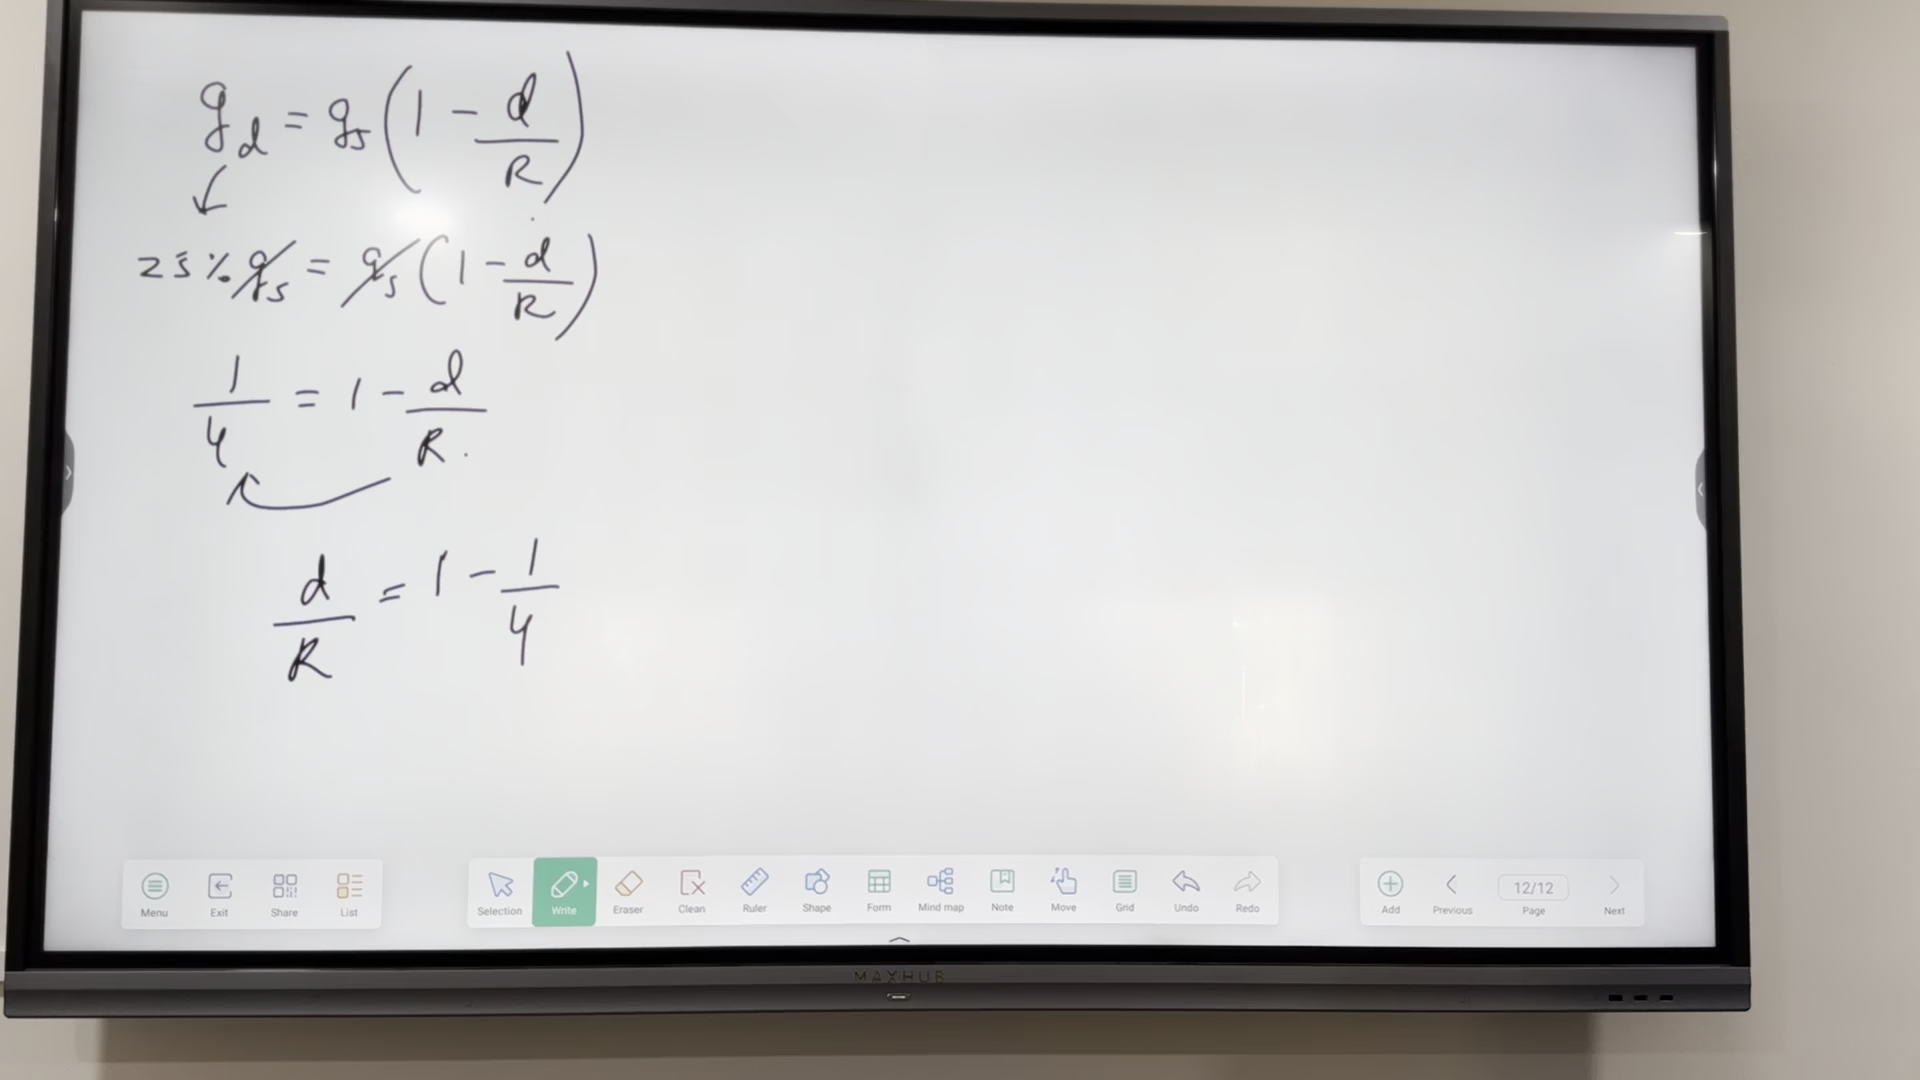 g_d = g_s (1 - d/R)
25% g_s = g_s (1 - d/R)
1/4 = 1 - d/R.
d/R = 1 - 1/4
Menu Exit Share List Selection Write Eraser Clean Ruler Shape Form Mind map Note Move Grid Undo Redo Add Previous 12/12 Page Next
MAXHUB